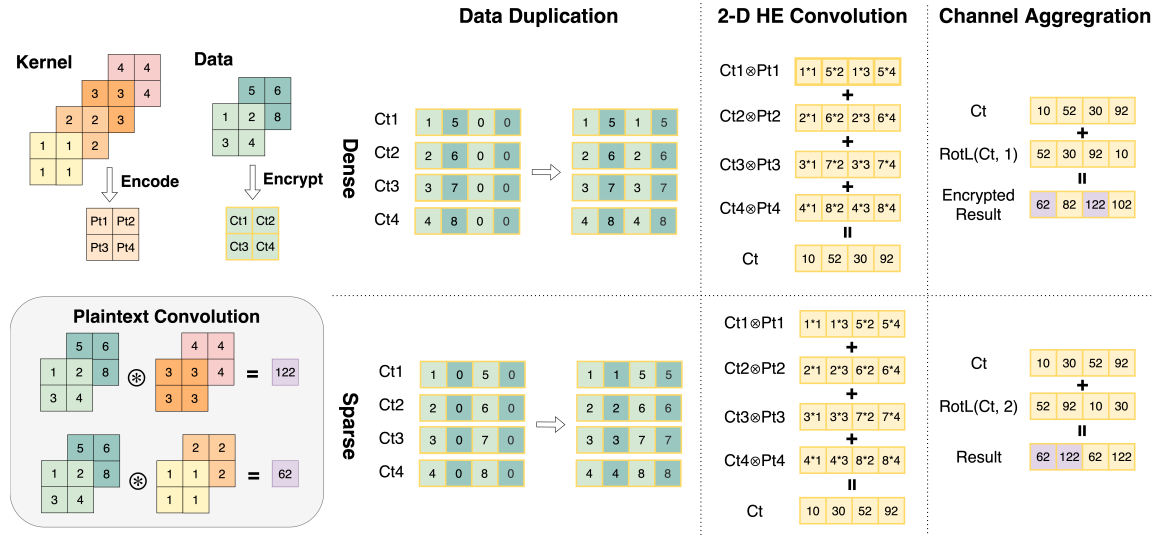 Data Duplication
2-D HE Convolution
Channel Aggregration
Kernel
4 4
3 3 4
2 2 3
1 1 2
1 1
Encode
Pt1 Pt2
Pt3 Pt4
Data
5 6
1 2 8
3 4
Encrypt
Ct1 Ct2
Ct3 Ct4
Dense
Ct1 1 5 0 0 1 5 1 5
Ct2 2 6 0 0 2 6 2 6
Ct3 3 7 0 0 3 7 3 7
Ct4 4 8 0 0 4 8 4 8
Ct1⊗Pt1 1*1 5*2 1*3 5*4
+
Ct2⊗Pt2 2*1 6*2 2*3 6*4
+
Ct3⊗Pt3 3*1 7*2 3*3 7*4
+
Ct4⊗Pt4 4*1 8*2 4*3 8*4
=
Ct 10 52 30 92
Ct 10 52 30 92
+
RotL(Ct, 1) 52 30 92 10
=
Encrypted
Result
62 82 122 102
Plaintext Convolution
5 6
1 2 8
3 4
⊛
4 4
3 3 4
3 3
= 122
5 6
1 2 8
3 4
⊛
2 2
1 1 2
1 1
= 62
Sparse
Ct1 1 0 5 0 1 1 5 5
Ct2 2 0 6 0 2 2 6 6
Ct3 3 0 7 0 3 3 7 7
Ct4 4 0 8 0 4 4 8 8
Ct1⊗Pt1 1*1 1*3 5*2 5*4
+
Ct2⊗Pt2 2*1 2*3 6*2 6*4
+
Ct3⊗Pt3 3*1 3*3 7*2 7*4
+
Ct4⊗Pt4 4*1 4*3 8*2 8*4
=
Ct 10 30 52 92
Ct 10 30 52 92
+
RotL(Ct, 2) 52 92 10 30
=
Result 62 122 62 122